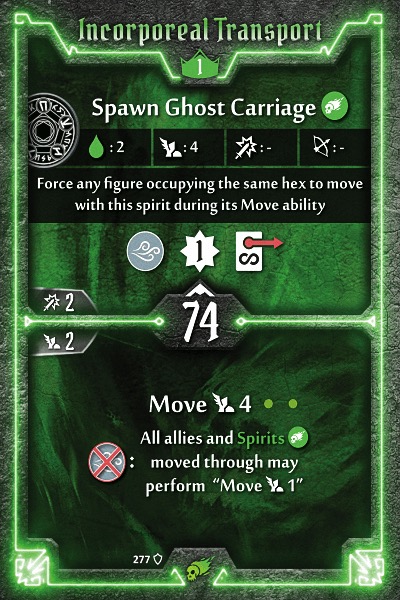 Incorporeal Transport
1
Spawn Ghost Carriage
: 2 : 4 : - : -
Force any figure occupying the same hex to move
with this spirit during its Move ability
1
2
74
2
Move 4
All allies and Spirits
: moved through may
perform “Move 1”
277